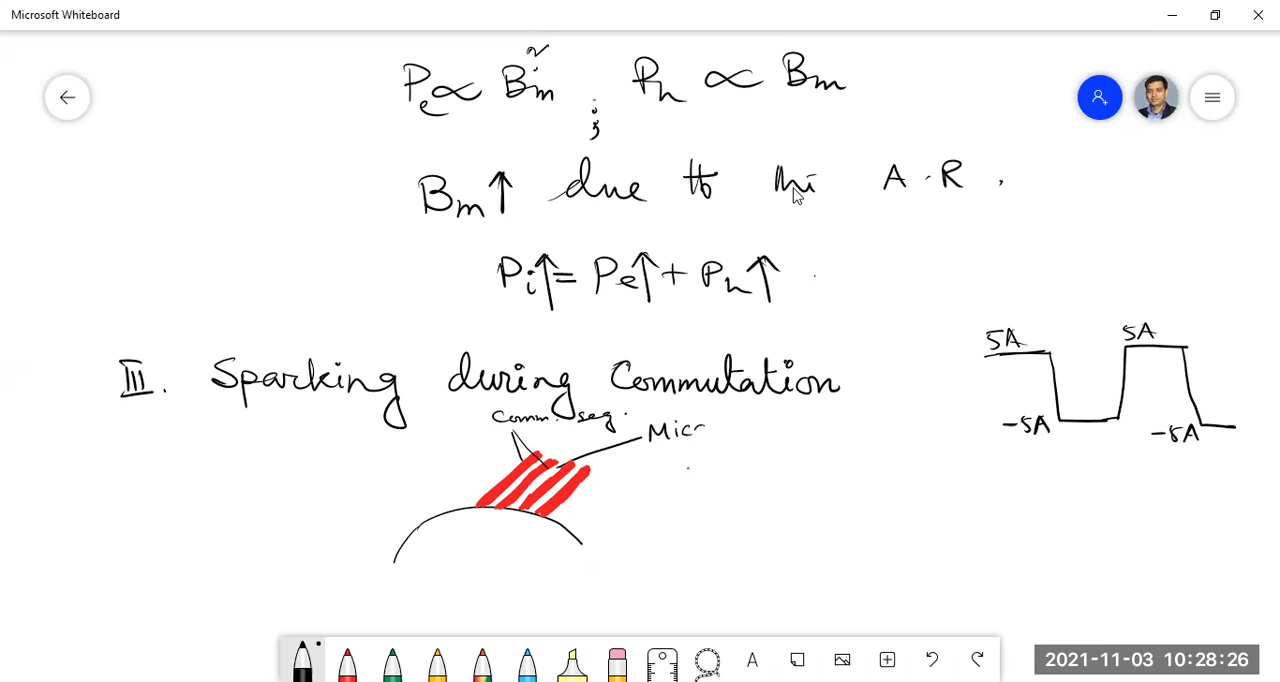 Microsoft Whiteboard
Pe ∝ Bm² ; Ph ∝ Bm
Bm↑ due to the A.R.
Pi↑ = Pe↑ + Ph↑
III. Sparking during Commutation
Comm. seg.
Mic
5A
5A
-5A
-5A
A
2021-11-03 10:28:26